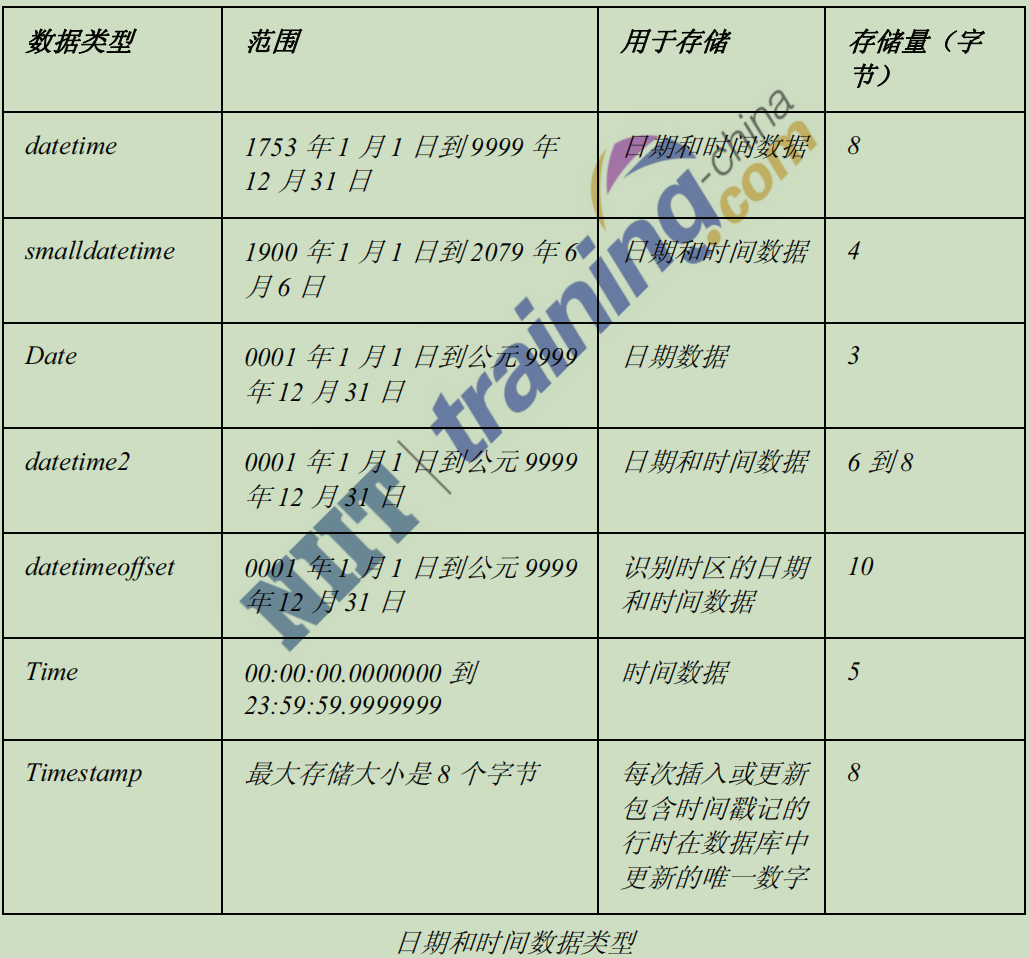 数据类型
范围
用于存储
存储量（字
节）
datetime
1753 年 1 月 1 日到 9999 年
12 月 31 日
日期和时间数据
8
smalldatetime
1900 年 1 月 1 日到 2079 年 6
月 6 日
日期和时间数据
4
Date
0001 年 1 月 1 日到公元 9999
年 12 月 31 日
日期数据
3
datetime2
0001 年 1 月 1 日到公元 9999
年 12 月 31 日
日期和时间数据
6 到 8
datetimeoffset
0001 年 1 月 1 日到公元 9999
年 12 月 31 日
识别时区的日期
和时间数据
10
Time
00:00:00.0000000 到
23:59:59.9999999
时间数据
5
Timestamp
最大存储大小是 8 个字节
每次插入或更新
包含时间戳记的
行时在数据库中
更新的唯一数字
8
日期和时间数据类型
NIIT | training-china.com